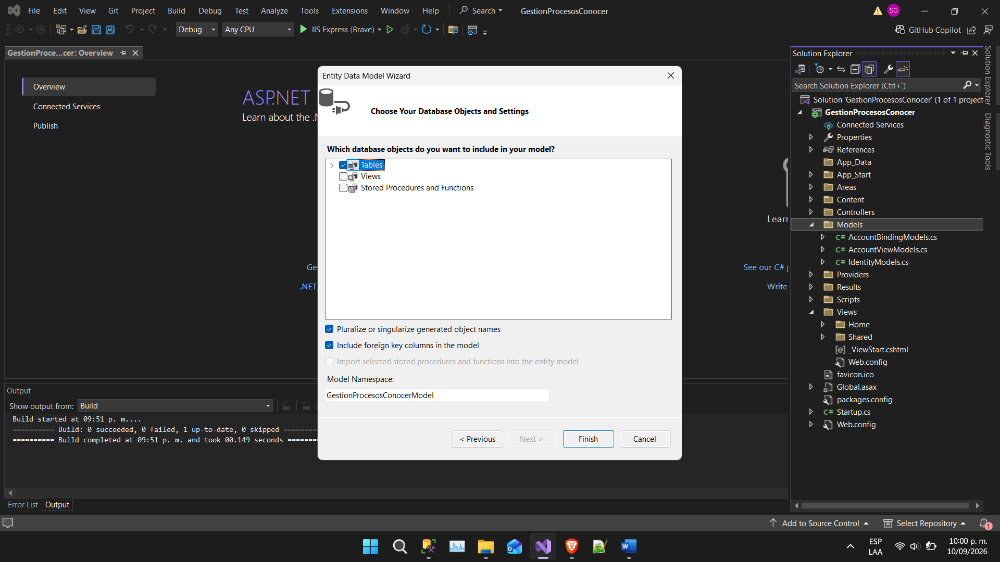 File Edit View Git Project Build Debug Test Analyze Tools Extensions Window Help Search GestionProcesosConocer SG
Debug Any CPU IIS Express (Brave) GitHub Copilot
GestionProce...cer: Overview
Overview
Connected Services
Publish
ASP.NET
Learn about the .N
Learn
Get
.NET
See our C# p
Write
Entity Data Model Wizard
Choose Your Database Objects and Settings
Which database objects do you want to include in your model?
Tables
Views
Stored Procedures and Functions
Pluralize or singularize generated object names
Include foreign key columns in the model
Import selected stored procedures and functions into the entity model
Model Namespace:
GestionProcesosConocerModel
< Previous Next > Finish Cancel
Output
Show output from: Build
Build started at 09:51 p. m....
========== Build: 0 succeeded, 0 failed, 1 up-to-date, 0 skipped =========
========== Build completed at 09:51 p. m. and took 00.149 seconds ========
Error List Output
Solution Explorer
Search Solution Explorer (Ctrl+´)
Solution 'GestionProcesosConocer' (1 of 1 project
GestionProcesosConocer
Connected Services
Properties
References
App_Data
App_Start
Areas
Content
Controllers
Models
C# AccountBindingModels.cs
C# AccountViewModels.cs
C# IdentityModels.cs
Providers
Results
Scripts
Views
Home
Shared
[@] _ViewStart.cshtml
Web.config
favicon.ico
Global.asax
packages.config
C# Startup.cs
Web.config
Solution Explorer
Diagnostic Tools
Add to Source Control Select Repository 1
ESP
LAA
10:00 p. m.
10/09/2026